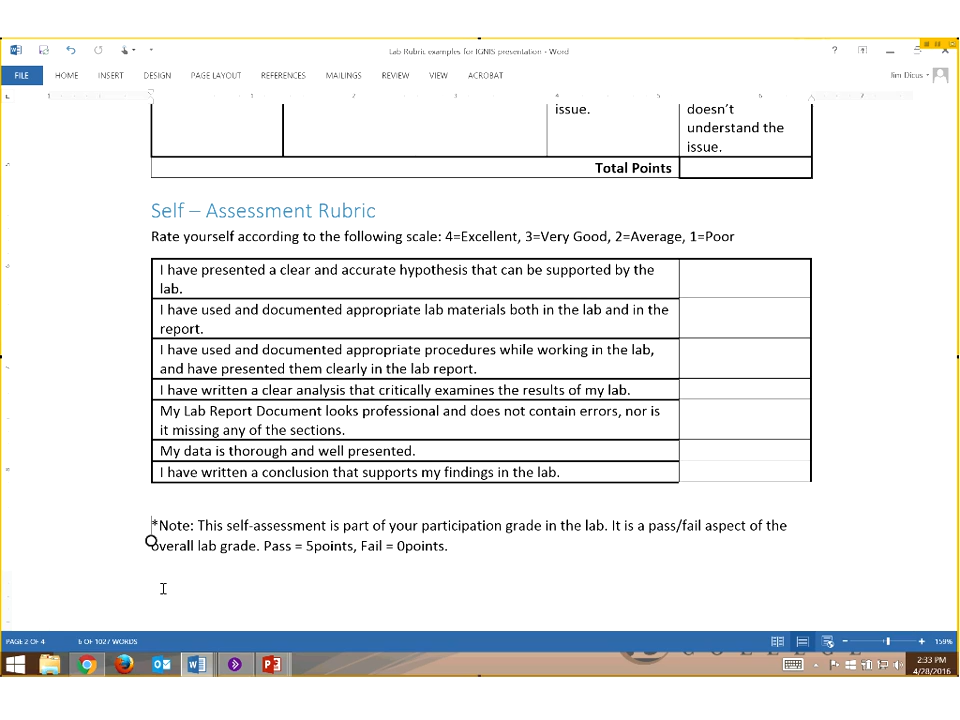 Lab Rubric examples for IGNIS presentation - Word
?
FILE HOME INSERT DESIGN PAGE LAYOUT REFERENCES MAILINGS REVIEW VIEW ACROBAT
Jim Dicus
issue.
doesn't
understand the
issue.
Total Points
Self – Assessment Rubric
Rate yourself according to the following scale: 4=Excellent, 3=Very Good, 2=Average, 1=Poor
I have presented a clear and accurate hypothesis that can be supported by the
lab.
I have used and documented appropriate lab materials both in the lab and in the
report.
I have used and documented appropriate procedures while working in the lab,
and have presented them clearly in the lab report.
I have written a clear analysis that critically examines the results of my lab.
My Lab Report Document looks professional and does not contain errors, nor is
it missing any of the sections.
My data is thorough and well presented.
I have written a conclusion that supports my findings in the lab.
*Note: This self-assessment is part of your participation grade in the lab. It is a pass/fail aspect of the
overall lab grade. Pass = 5points, Fail = 0points.
PAGE 2 OF 4 6 OF 1027 WORDS
159%
2:33 PM
4/28/2016